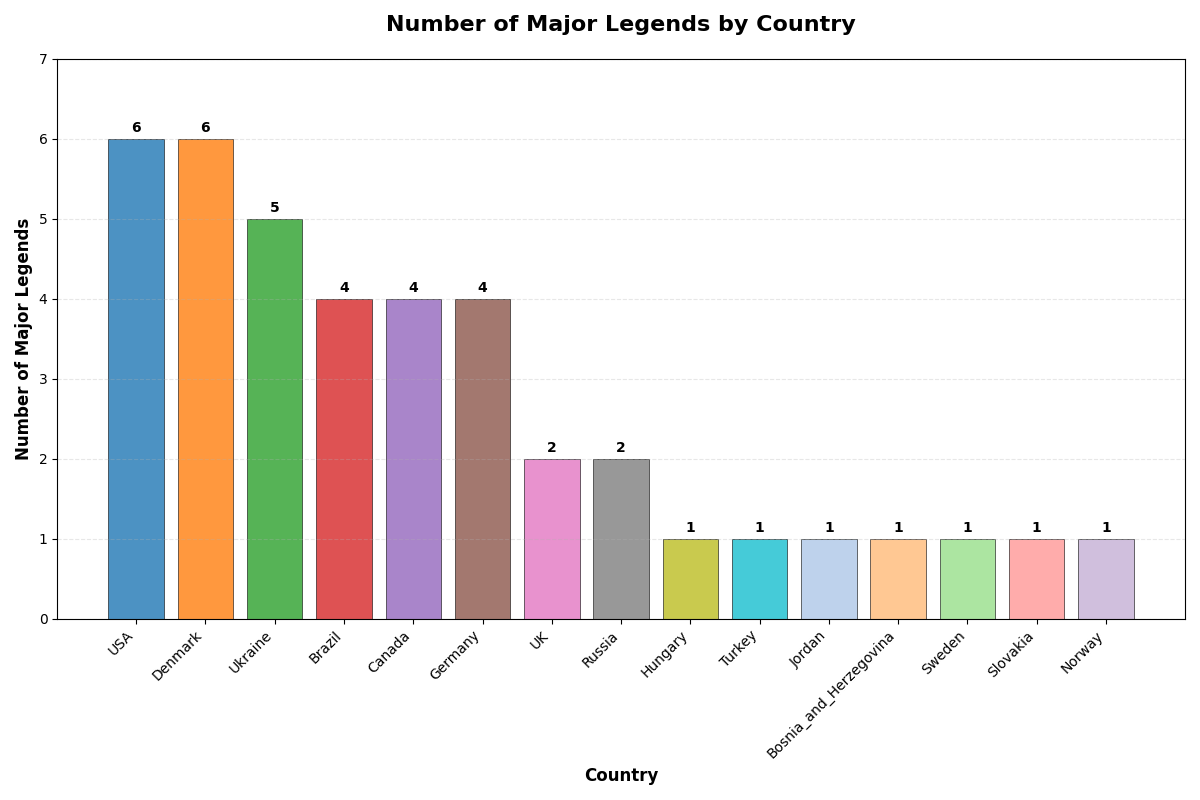 Number of Major Legends by Country
Number of Major Legends
7
6
5
4
3
2
1
0
6
6
5
4
4
4
2
2
1
1
1
1
1
1
1
USA
Denmark
Ukraine
Brazil
Canada
Germany
UK
Russia
Hungary
Turkey
Jordan
Bosnia_and_Herzegovina
Sweden
Slovakia
Norway
Country